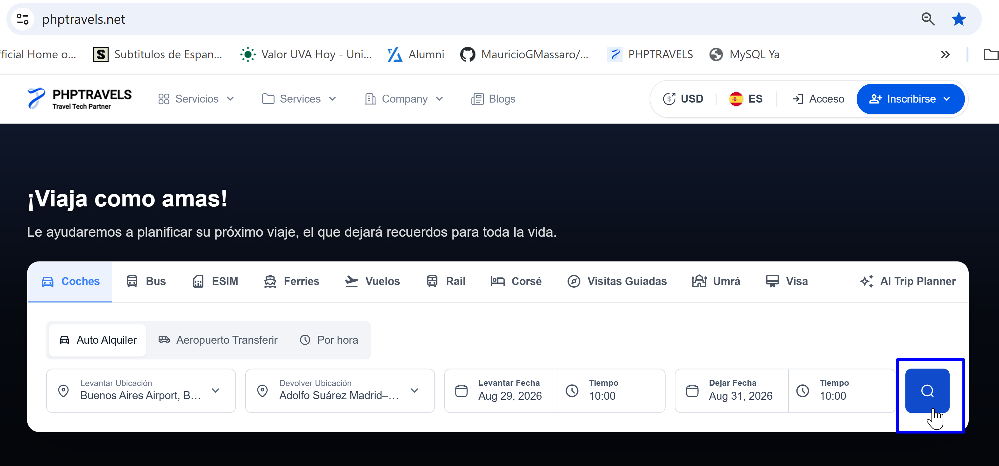 phptravels.net
fficial Home o... Subtitulos de Espan... Valor UVA Hoy - Uni... Alumni MauricioGMassaro/... PHPTRAVELS MySQL Ya
PHPTRAVELS
Travel Tech Partner
Servicios Services Company Blogs USD ES Acceso Inscribirse
¡Viaja como amas!
Le ayudaremos a planificar su próximo viaje, el que dejará recuerdos para toda la vida.
Coches Bus ESIM Ferries Vuelos Rail Corsé Visitas Guiadas Umrá Visa AI Trip Planner
Auto Alquiler Aeropuerto Transferir Por hora
Levantar Ubicación Devolver Ubicación Levantar Fecha Tiempo Dejar Fecha Tiempo
Buenos Aires Airport, B... Adolfo Suárez Madrid–... Aug 29, 2026 10:00 Aug 31, 2026 10:00